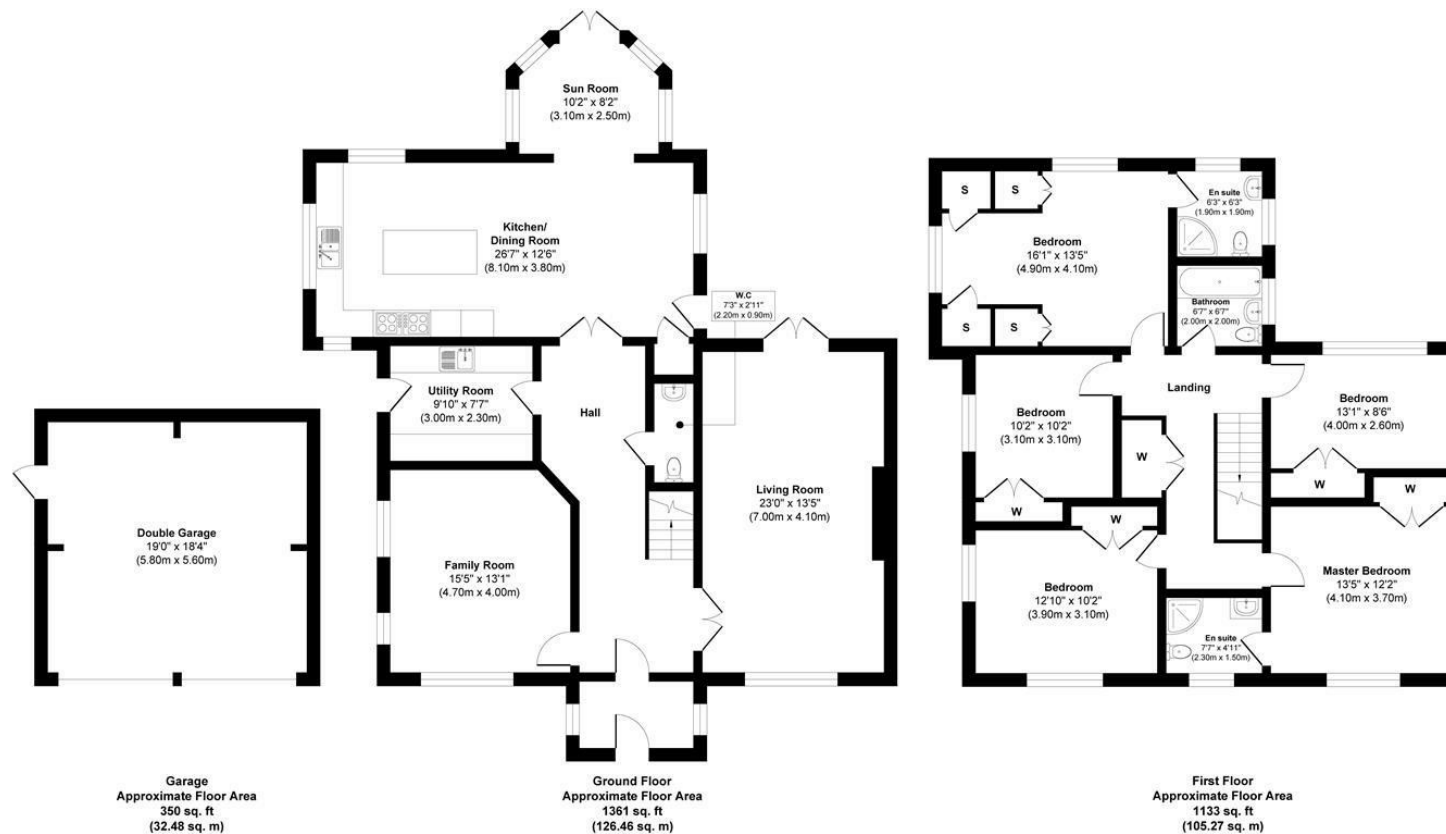 Sun Room
10'2" x 8'2"
(3.10m x 2.50m)
Kitchen/
Dining Room
26'7" x 12'6"
(8.10m x 3.80m)
W.C
7'3" x 2'11"
(2.20m x 0.90m)
Utility Room
9'10" x 7'7"
(3.00m x 2.30m)
Hall
Living Room
23'0" x 13'5"
(7.00m x 4.10m)
Family Room
15'5" x 13'1"
(4.70m x 4.00m)
Double Garage
19'0" x 18'4"
(5.80m x 5.60m)
S
S
En suite
6'3" x 6'3"
(1.90m x 1.90m)
Bedroom
16'1" x 13'5"
(4.90m x 4.10m)
S
S
Bathroom
6'7" x 6'7"
(2.00m x 2.00m)
Landing
Bedroom
10'2" x 10'2"
(3.10m x 3.10m)
W
W
Bedroom
13'1" x 8'6"
(4.00m x 2.60m)
W
W
W
Bedroom
12'10" x 10'2"
(3.90m x 3.10m)
Master Bedroom
13'5" x 12'2"
(4.10m x 3.70m)
En suite
7'7" x 4'11"
(2.30m x 1.50m)
Garage
Approximate Floor Area
350 sq. ft
(32.48 sq. m)
Ground Floor
Approximate Floor Area
1361 sq. ft
(126.46 sq. m)
First Floor
Approximate Floor Area
1133 sq. ft
(105.27 sq. m)